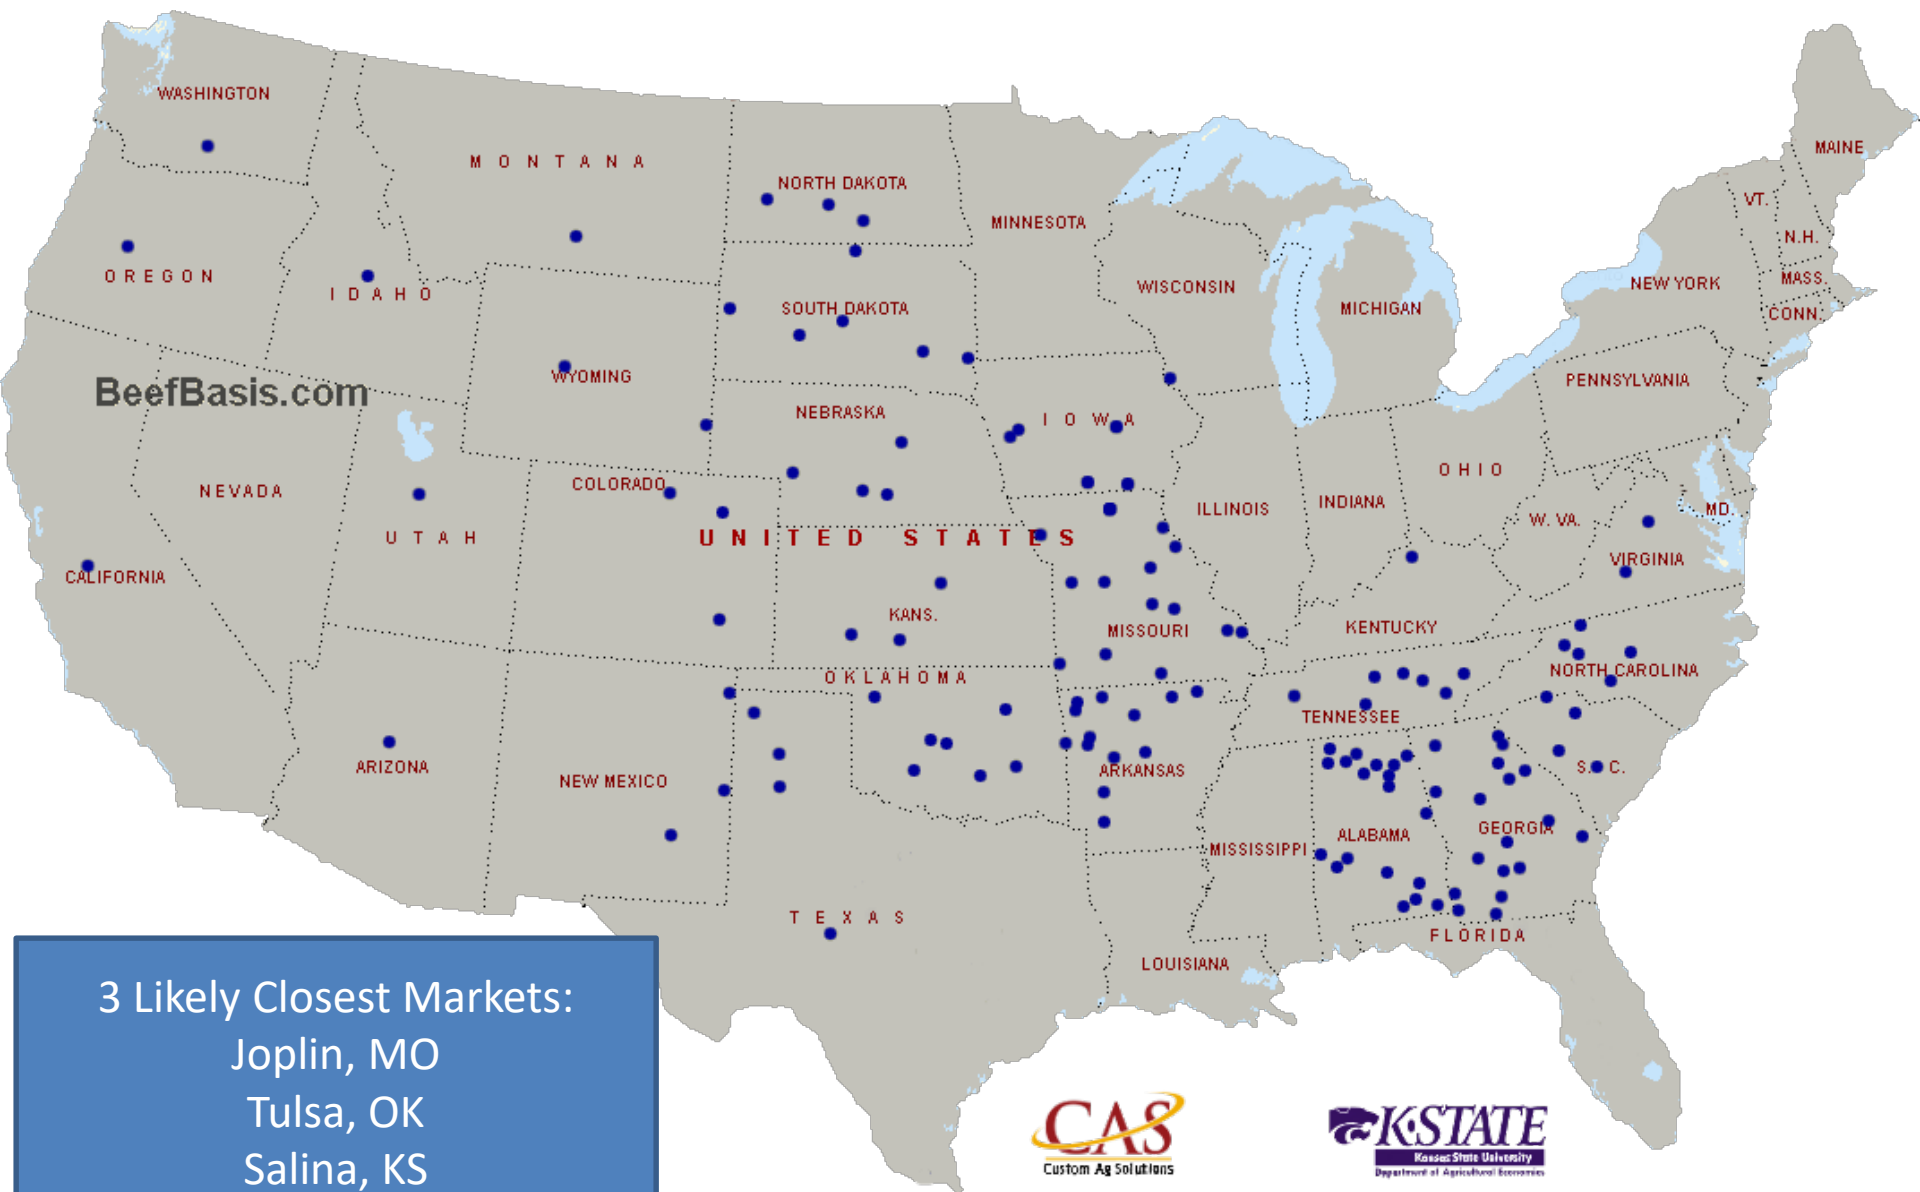 WASHINGTON
MONTANA
NORTH DAKOTA
MINNESOTA
MAINE
VT.
N.H.
MASS.
CONN.
NEW YORK
OREGON
IDAHO
SOUTH DAKOTA
WISCONSIN
MICHIGAN
WYOMING
PENNSYLVANIA
BeefBasis.com
NEBRASKA
IOWA
OHIO
NEVADA
COLORADO
ILLINOIS
INDIANA
W. VA.
MD.
UTAH
UNITED STATES
VIRGINIA
CALIFORNIA
KANS.
MISSOURI
KENTUCKY
OKLAHOMA
NORTH CAROLINA
TENNESSEE
ARIZONA
NEW MEXICO
ARKANSAS
S. C.
MISSISSIPPI
ALABAMA
GEORGIA
TEXAS
FLORIDA
LOUISIANA
3 Likely Closest Markets:
Joplin, MO
Tulsa, OK
Salina, KS
CAS
Custom Ag Solutions
K-STATE
Kansas State University
Department of Agricultural Economics